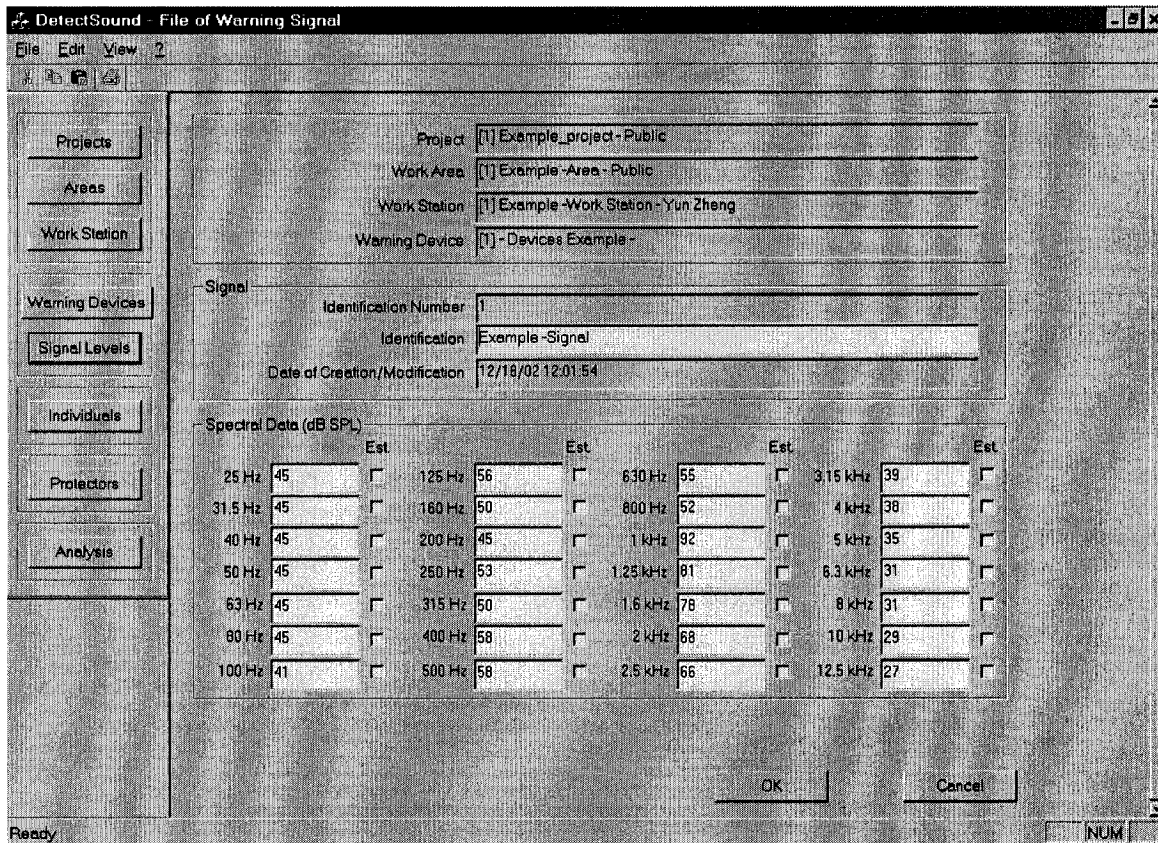 DetectSound - File of Warning Signal
File Edit View ?
Projects
Areas
Work Station
Warning Devices
Signal Levels
Individuals
Protectors
Analysis
Project [1] Example_project - Public
Work Area [1] Example -Area - Public
Work Station [1] Example -Work Station - Yun Zheng
Warning Device [1] - Devices Example -
Signal
Identification Number 1
Identification Example -Signal
Date of Creation/Modification 12/18/02 12:01:54
Spectral Data (dB SPL)
Est. Est. Est. Est.
25 Hz 45 125 Hz 56 630 Hz 55 3.15 kHz 39
31.5 Hz 45 160 Hz 50 800 Hz 52 4 kHz 38
40 Hz 45 200 Hz 45 1 kHz 92 5 kHz 35
50 Hz 45 250 Hz 53 1.25 kHz 81 6.3 kHz 31
63 Hz 45 315 Hz 50 1.6 kHz 78 8 kHz 31
80 Hz 45 400 Hz 58 2 kHz 68 10 kHz 29
100 Hz 41 500 Hz 58 2.5 kHz 66 12.5 kHz 27
OK Cancel
Ready NUM